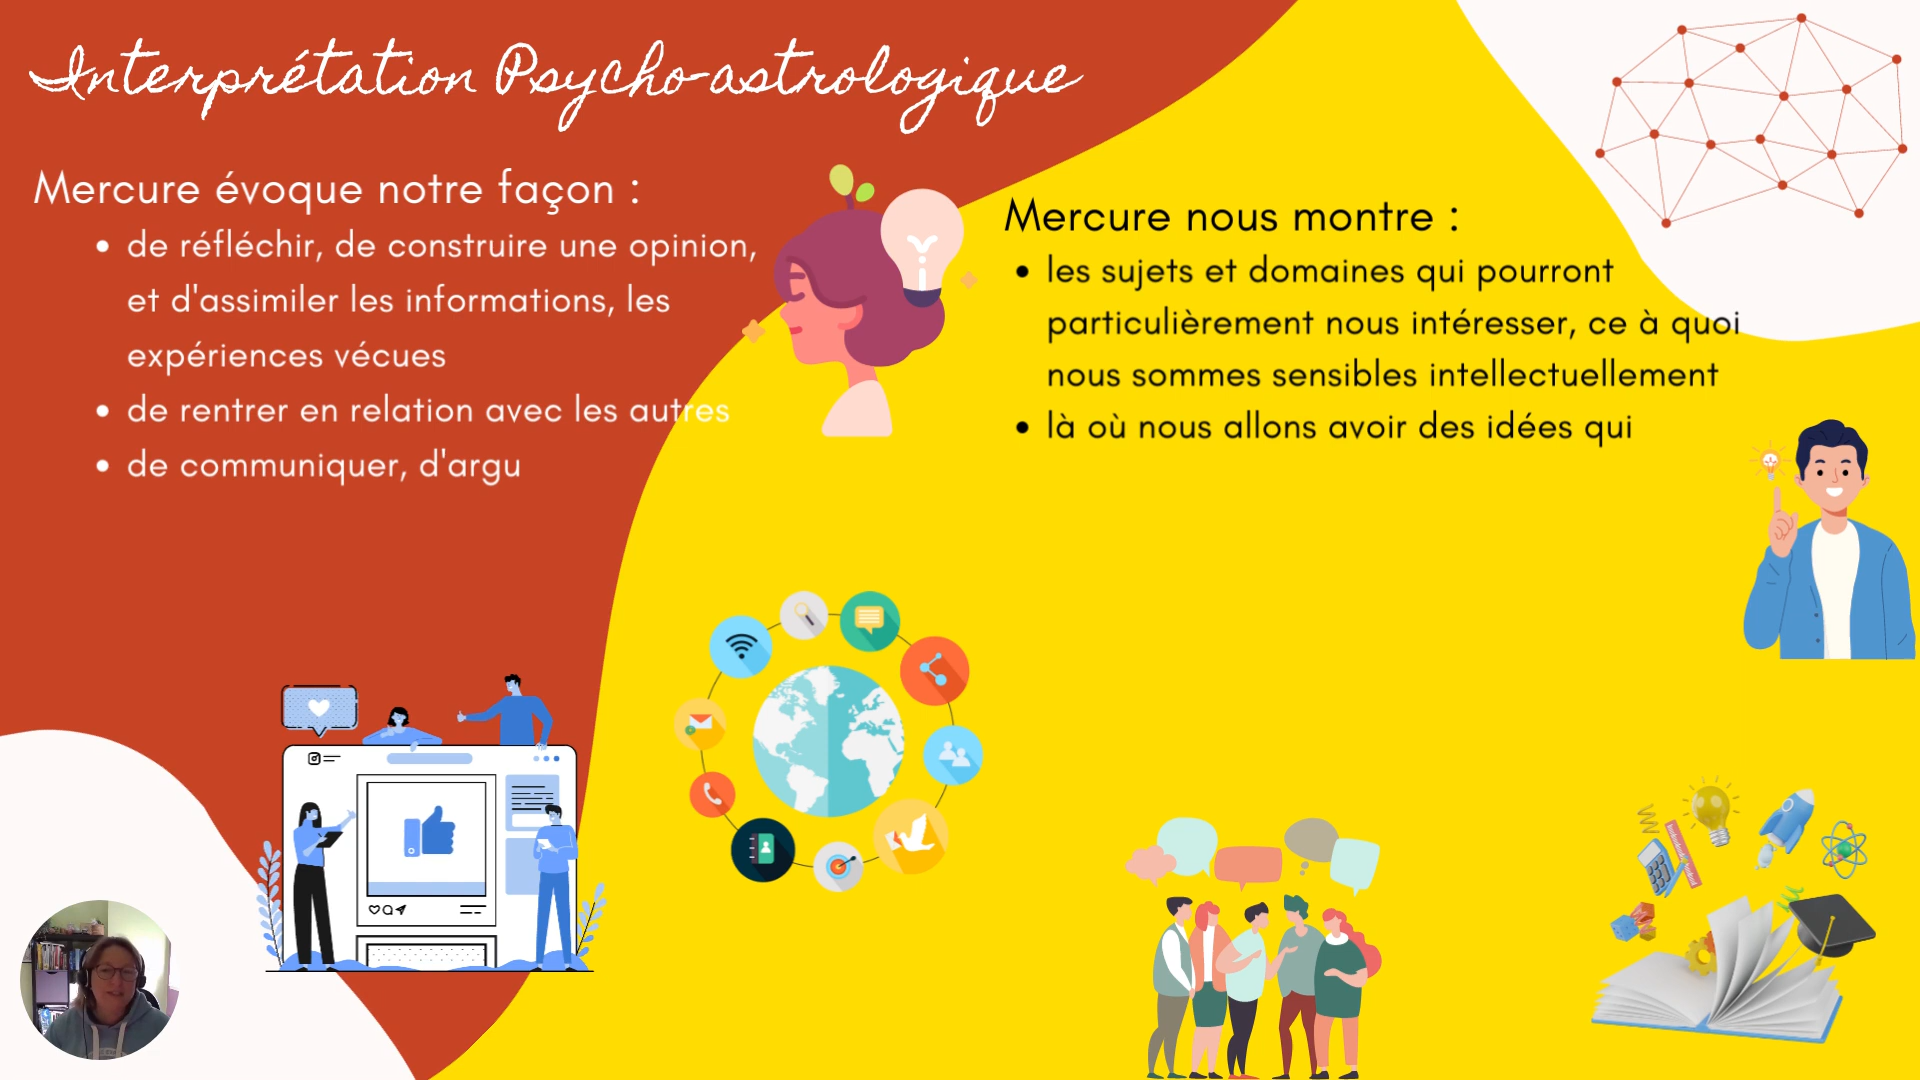 Interprétation Psycho-astrologique
Mercure évoque notre façon :
• de réfléchir, de construire une opinion,
et d'assimiler les informations, les
expériences vécues
• de rentrer en relation avec les autres
• de communiquer, d'argu
Mercure nous montre :
• les sujets et domaines qui pourront
particulièrement nous intéresser, ce à quoi
nous sommes sensibles intellectuellement
• là où nous allons avoir des idées qui